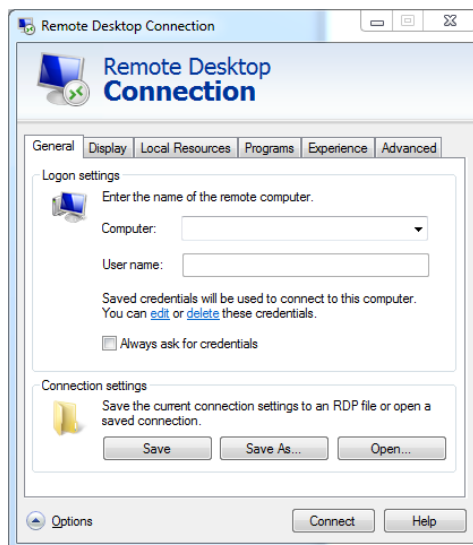 Remote Desktop Connection
Remote Desktop
Connection
General Display Local Resources Programs Experience Advanced
Logon settings
Enter the name of the remote computer.
Computer:
User name:
Saved credentials will be used to connect to this computer.
You can edit or delete these credentials.
Always ask for credentials
Connection settings
Save the current connection settings to an RDP file or open a
saved connection.
Save Save As... Open...
Options Connect Help